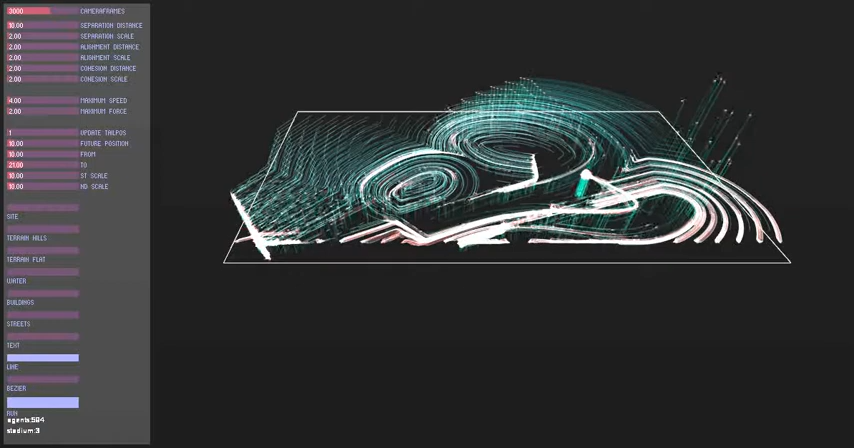 3000 CAMERAFRAMES
10.00 SEPARATION DISTANCE
2.00 SEPARATION SCALE
2.00 ALIGNMENT DISTANCE
2.00 ALIGNMENT SCALE
2.00 COHESION DISTANCE
2.00 COHESION SCALE
4.00 MAXIMUM SPEED
2.00 MAXIMUM FORCE
1 UPDATE TAILPOS
10.00 FUTURE POSITION
10.00 FROM
21.00 TO
10.00 ST SCALE
10.00 ND SCALE
SITE
TERRAIN HILLS
TERRAIN FLAT
WATER
BUILDINGS
STREETS
TEXT
LINE
BEZIER
RUN
agents:584
stadium:3